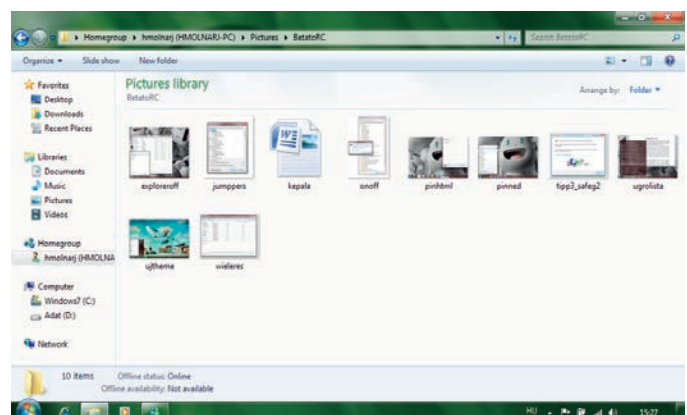 Homegroup ▸ hmolnarj (HMOLNARJ-PC) ▸ Pictures ▸ BetatoRC
Search BetatoRC
Organize Slide show New folder
Favorites
Desktop
Downloads
Recent Places
Libraries
Documents
Music
Pictures
Videos
Homegroup
hmolnarj (HMOLNA
Computer
Windows7 (C:)
Adat (D:)
Network
Pictures library
BetatoRC
Arrange by: Folder
exploreroff jumppers kepala onoff pinhtml pinned tipp3_safeg2 ugrolista
ujtheme wieleres
10 items Offline status: Online
Offline availability: Not available
HU 15:27